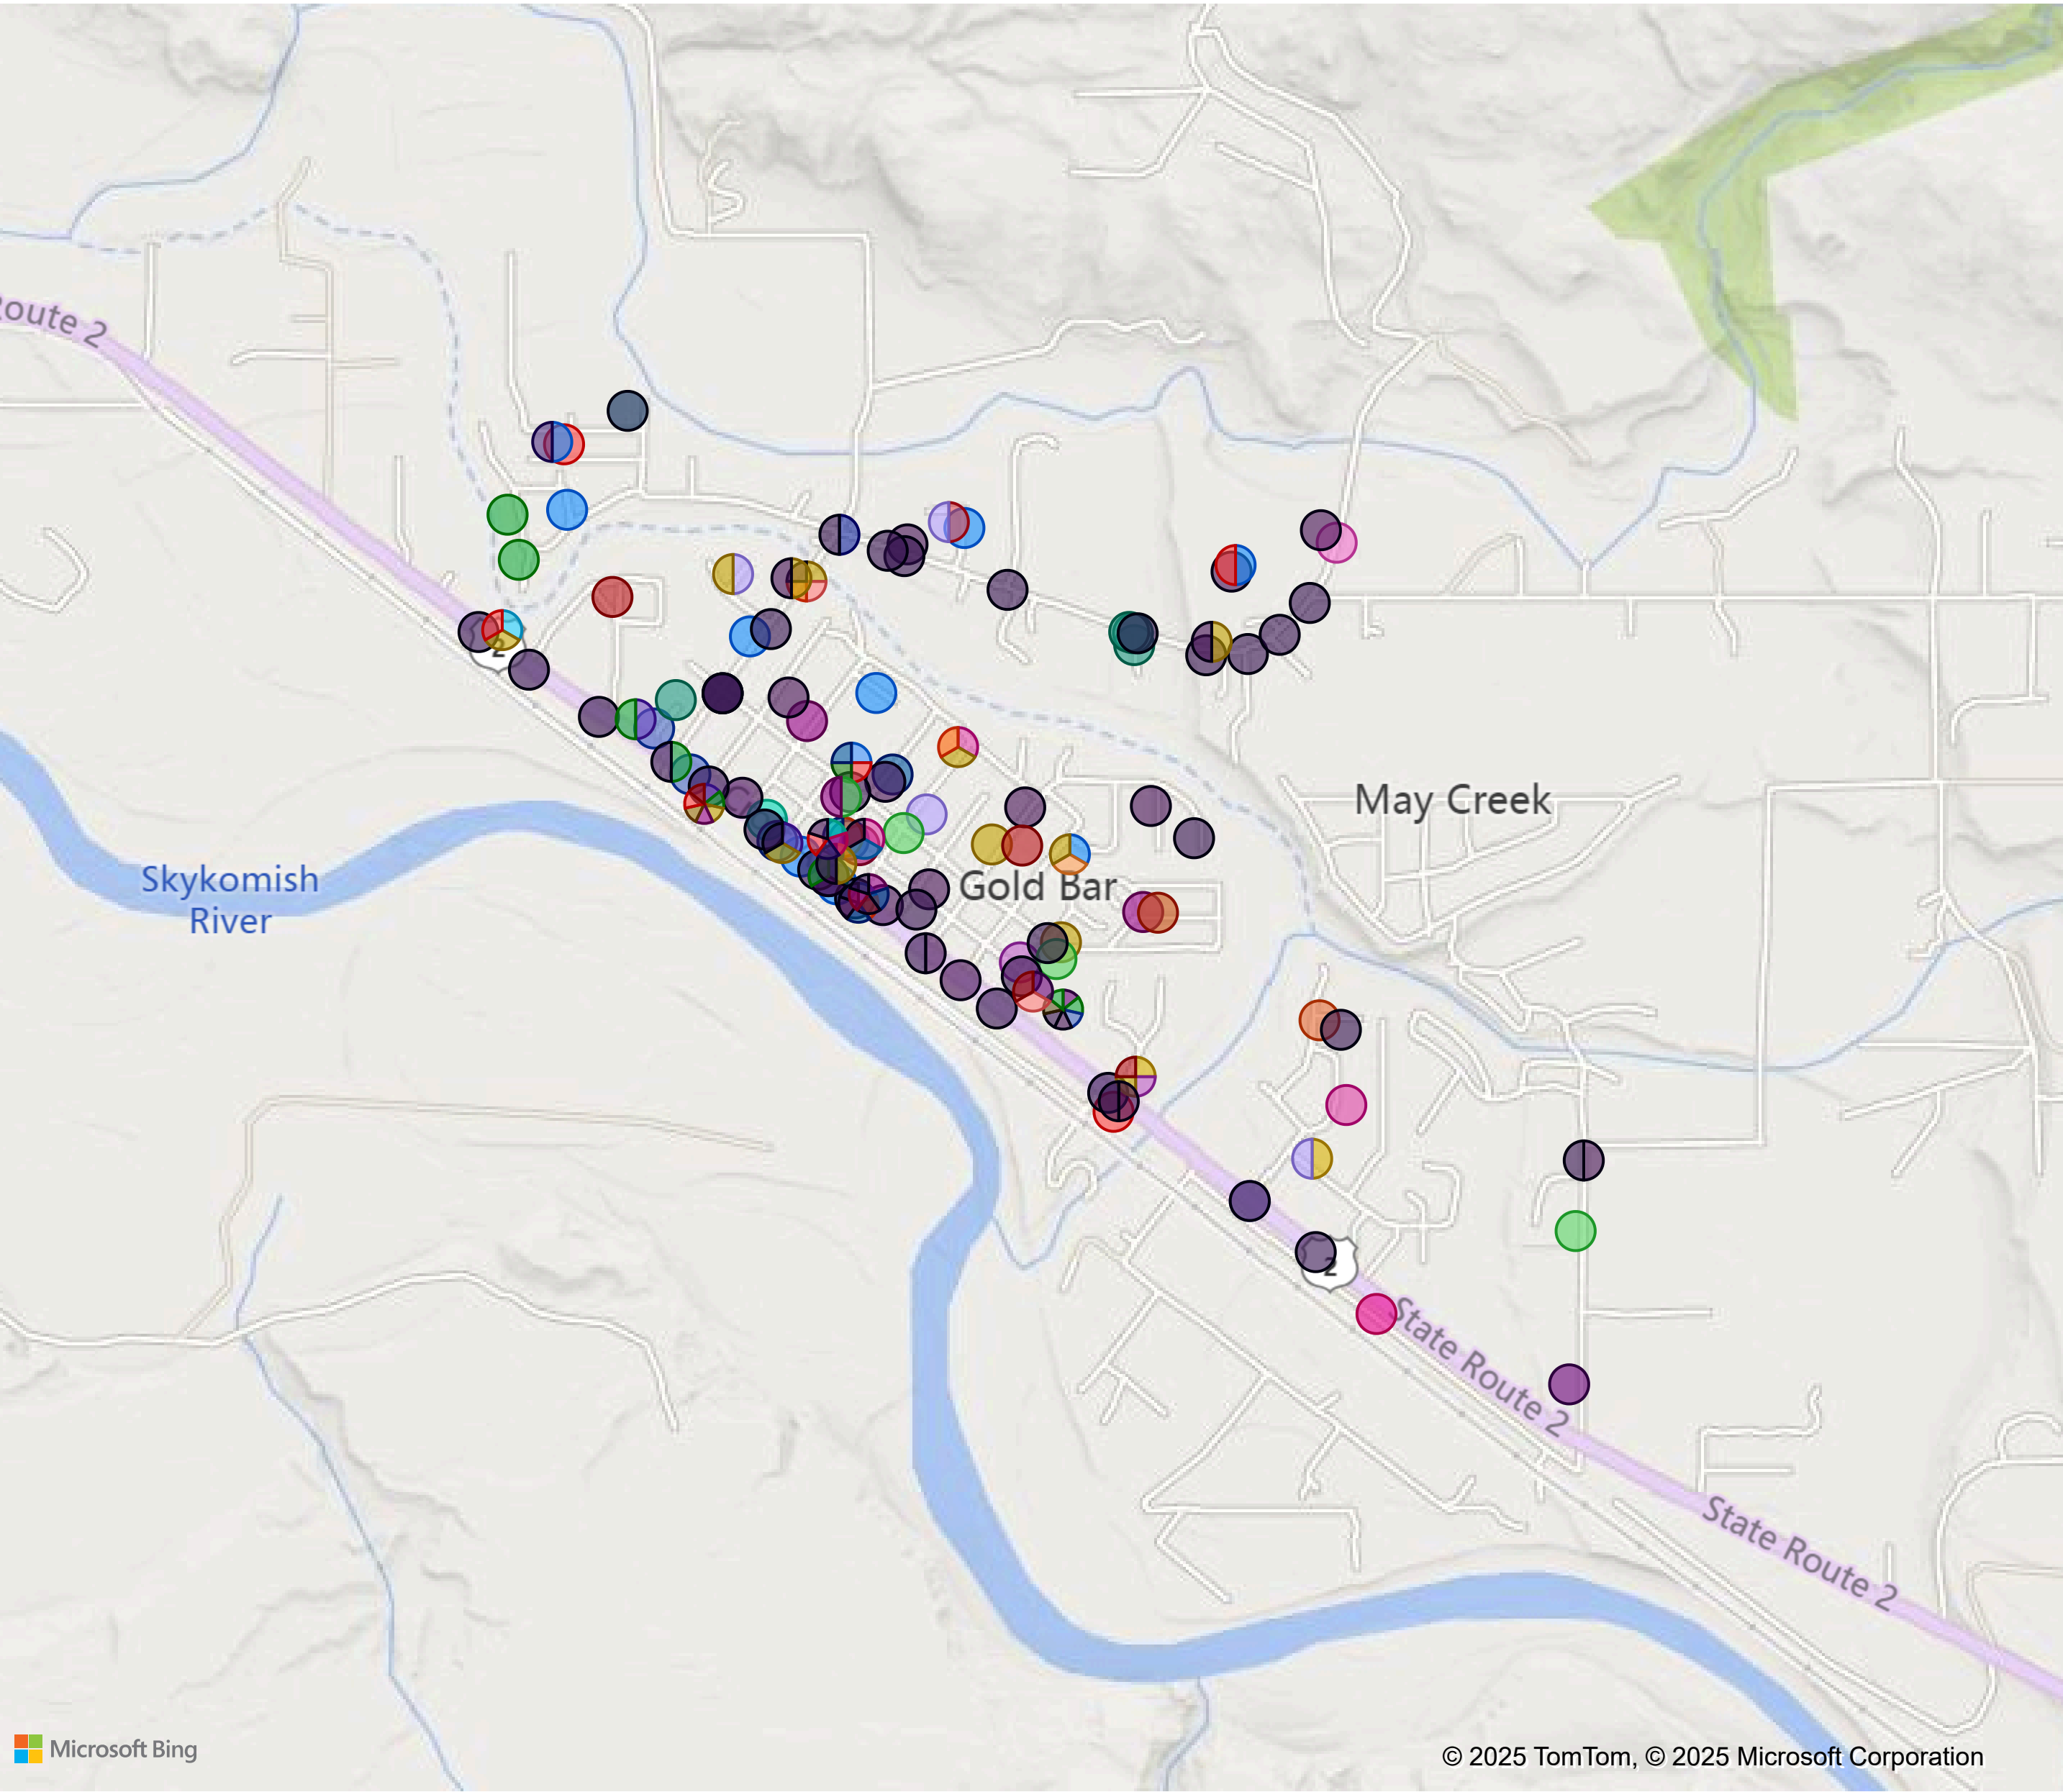 Route 2
2
May Creek
Skykomish
River
Gold Bar
2
State Route 2
State Route 2
Microsoft Bing
© 2025 TomTom, © 2025 Microsoft Corporation